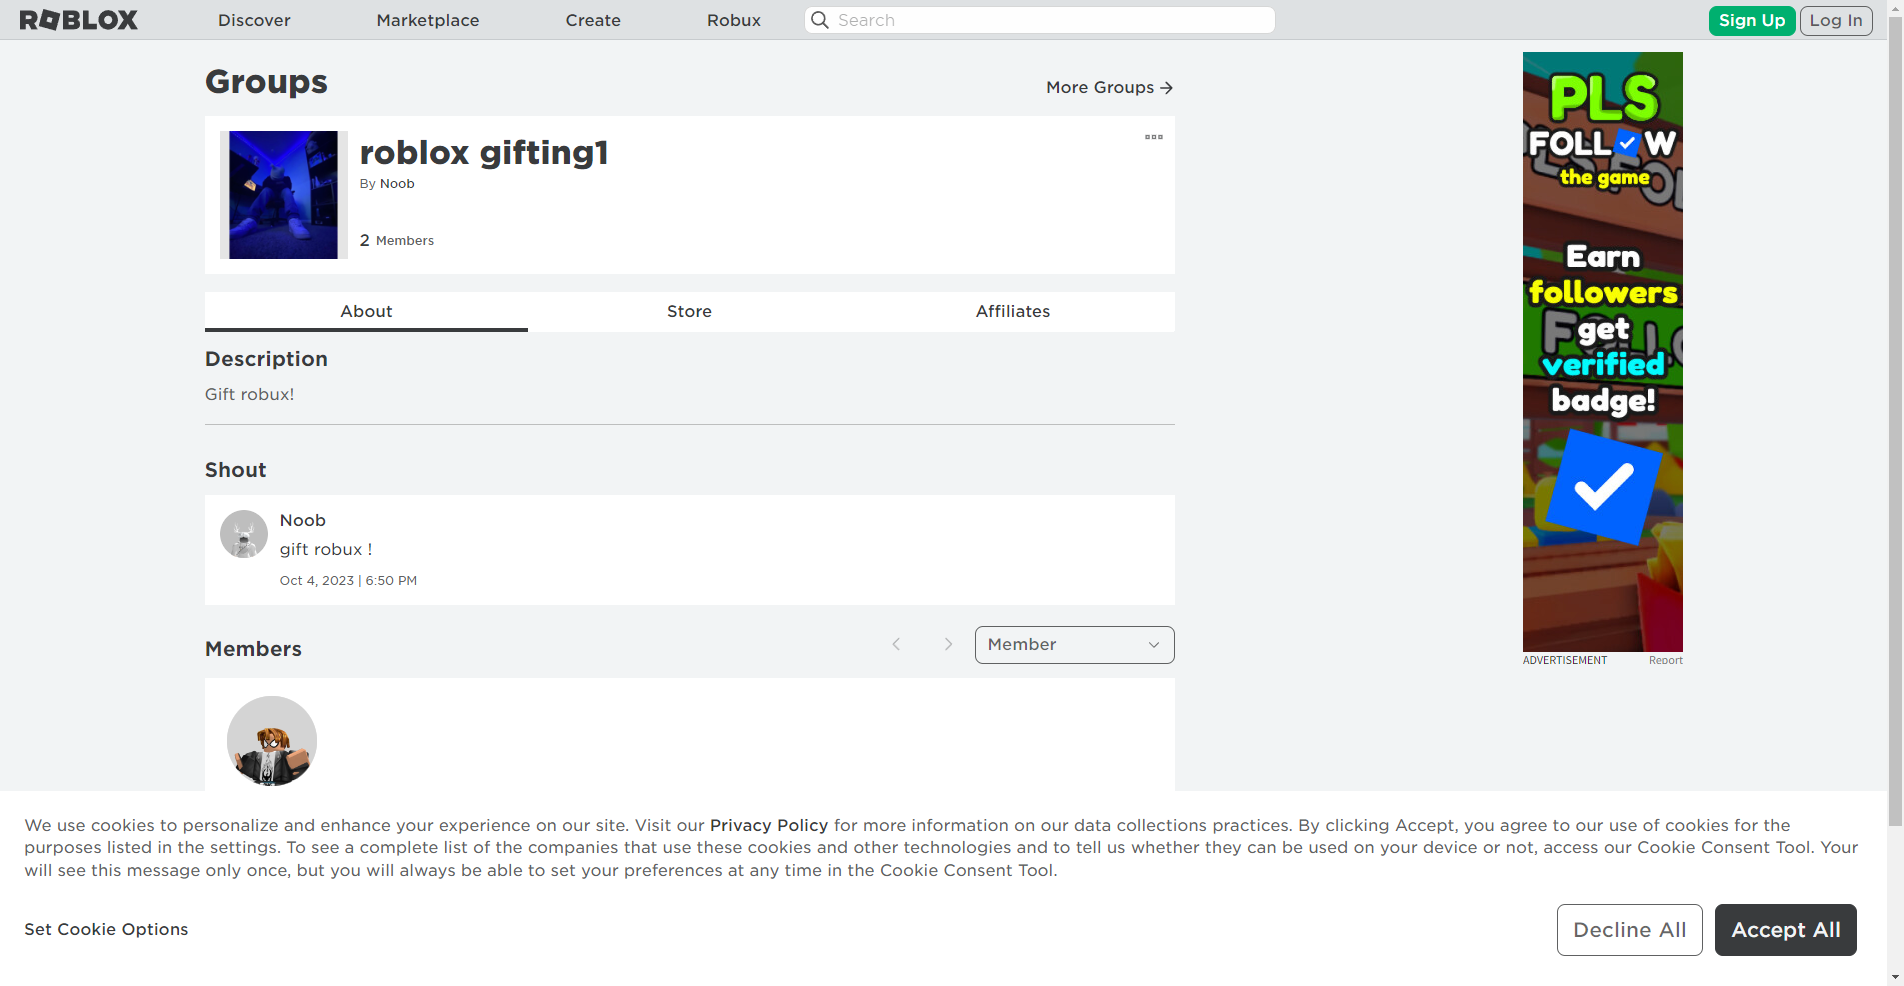 ROBLOX
Discover
Marketplace
Create
Robux
Search
Sign Up
Log In
Groups
More Groups
roblox gifting1
By Noob
2 Members
About
Store
Affiliates
Description
Gift robux!
Shout
Noob
gift robux !
Oct 4, 2023 | 6:50 PM
Members
Member
PLS
FOLLOW
the game
Earn
followers
get
verified
badge!
ADVERTISEMENT
Report
We use cookies to personalize and enhance your experience on our site. Visit our Privacy Policy for more information on our data collections practices. By clicking Accept, you agree to our use of cookies for the
purposes listed in the settings. To see a complete list of the companies that use these cookies and other technologies and to tell us whether they can be used on your device or not, access our Cookie Consent Tool. Your
will see this message only once, but you will always be able to set your preferences at any time in the Cookie Consent Tool.
Set Cookie Options
Decline All
Accept All